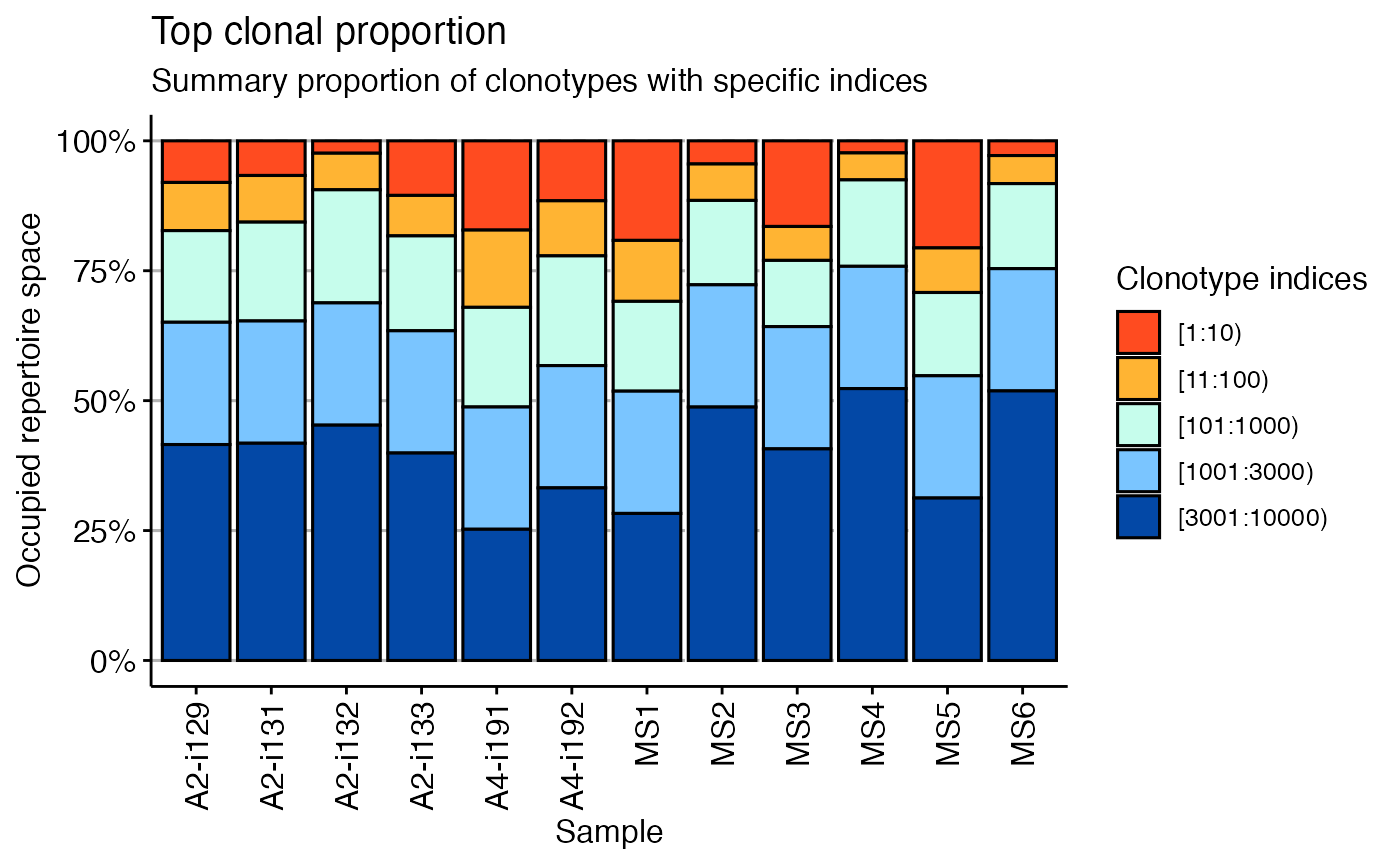 Top clonal proportion
Summary proportion of clonotypes with specific indices
Occupied repertoire space
100%
75%
50%
25%
0%
A2-i129
A2-i131
A2-i132
A2-i133
A4-i191
A4-i192
MS1
MS2
MS3
MS4
MS5
MS6
Sample
Clonotype indices
[1:10)
[11:100)
[101:1000)
[1001:3000)
[3001:10000)